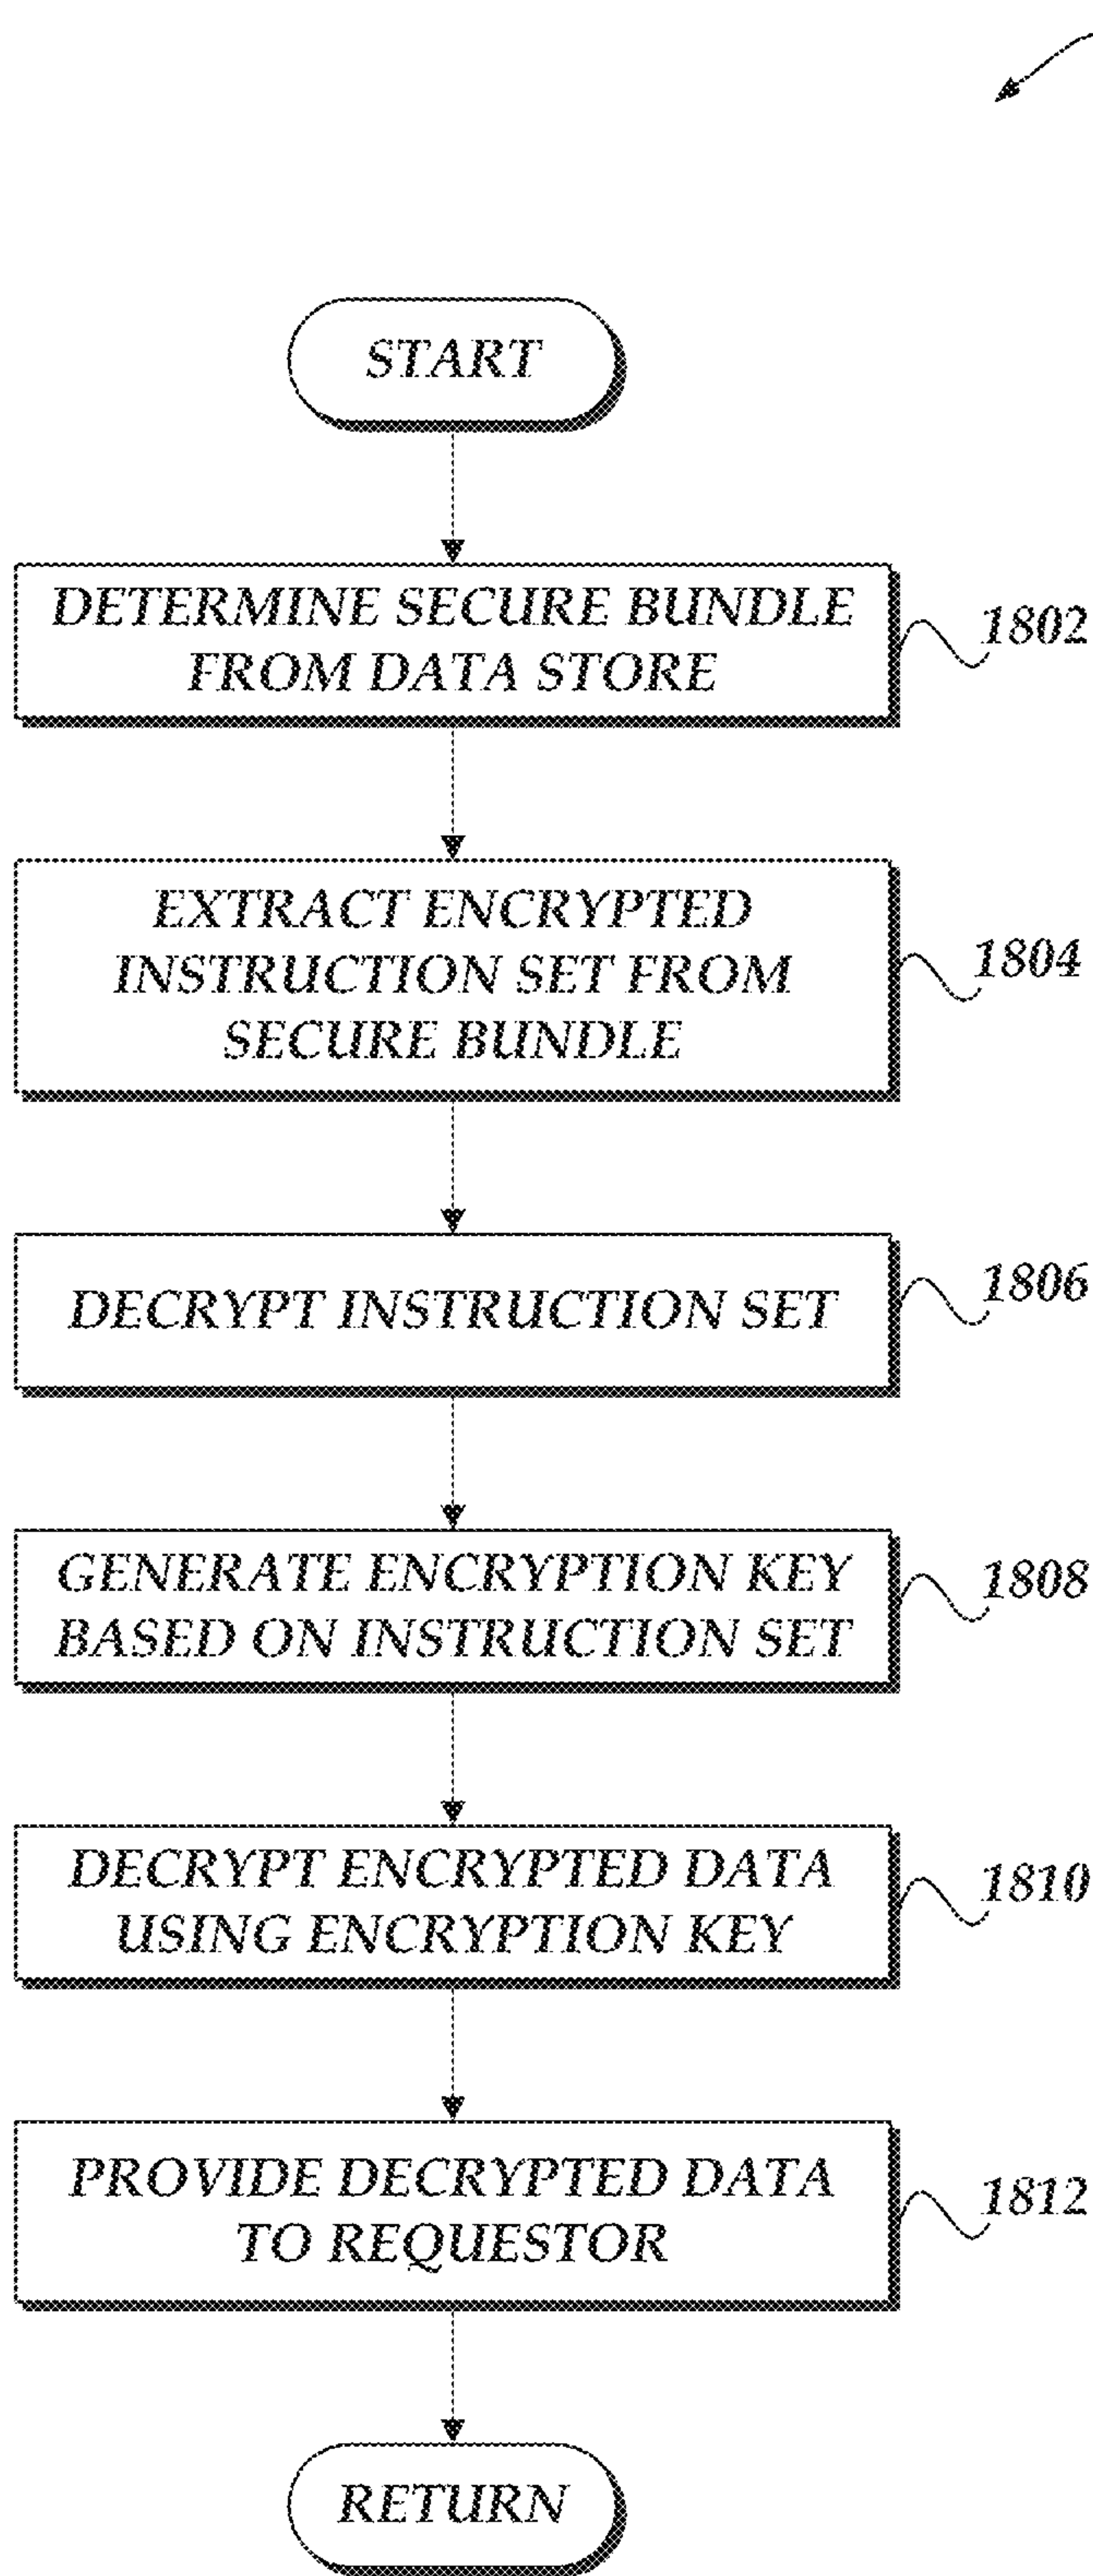 START
DETERMINE SECURE BUNDLE
FROM DATA STORE
1802
EXTRACT ENCRYPTED
INSTRUCTION SET FROM
SECURE BUNDLE
1804
DECRYPT INSTRUCTION SET
1806
GENERATE ENCRYPTION KEY
BASED ON INSTRUCTION SET
1808
DECRYPT ENCRYPTED DATA
USING ENCRYPTION KEY
1810
PROVIDE DECRYPTED DATA
TO REQUESTOR
1812
RETURN